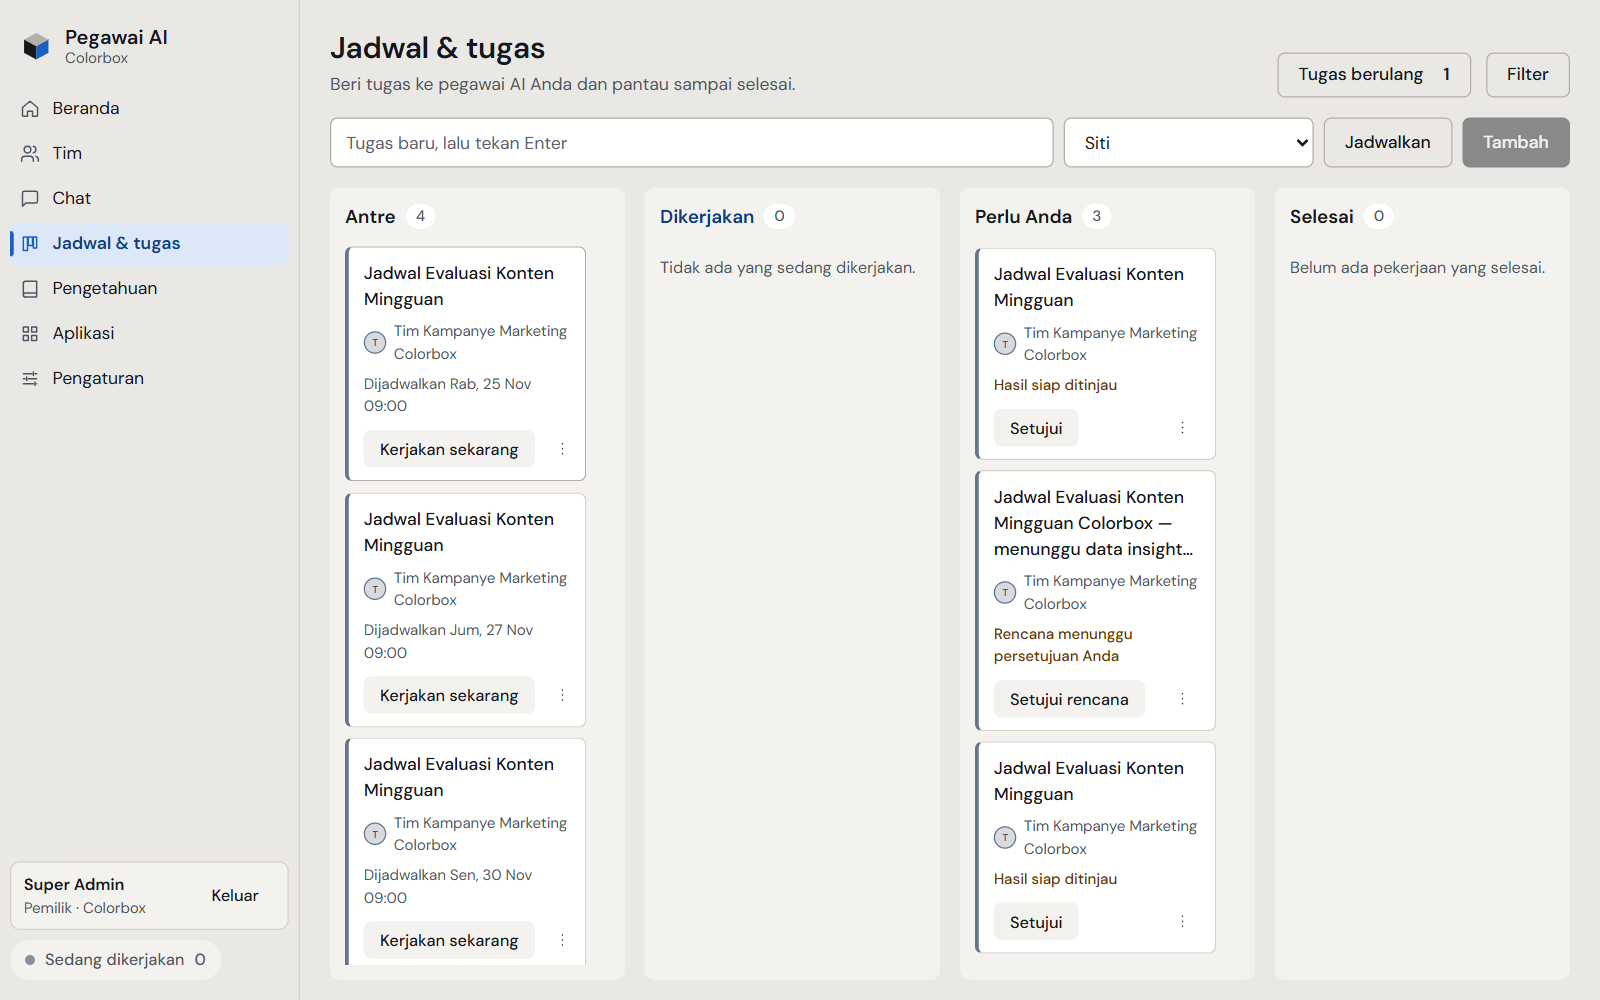 Pegawai AI
Colorbox
Beranda
Tim
Chat
Jadwal & tugas
Pengetahuan
Aplikasi
Pengaturan
Super Admin
Pemilik · Colorbox
Keluar
Sedang dikerjakan 0
Jadwal & tugas
Beri tugas ke pegawai AI Anda dan pantau sampai selesai.
Tugas berulang 1
Filter
Tugas baru, lalu tekan Enter
Siti
Jadwalkan
Tambah
Antre 4
Jadwal Evaluasi Konten
Mingguan
T
Tim Kampanye Marketing
Colorbox
Dijadwalkan Rab, 25 Nov
09:00
Kerjakan sekarang
Jadwal Evaluasi Konten
Mingguan
T
Tim Kampanye Marketing
Colorbox
Dijadwalkan Jum, 27 Nov
09:00
Kerjakan sekarang
Jadwal Evaluasi Konten
Mingguan
T
Tim Kampanye Marketing
Colorbox
Dijadwalkan Sen, 30 Nov
09:00
Kerjakan sekarang
Dikerjakan 0
Tidak ada yang sedang dikerjakan.
Perlu Anda 3
Jadwal Evaluasi Konten
Mingguan
T
Tim Kampanye Marketing
Colorbox
Hasil siap ditinjau
Setujui
Jadwal Evaluasi Konten
Mingguan Colorbox —
menunggu data insight...
T
Tim Kampanye Marketing
Colorbox
Rencana menunggu
persetujuan Anda
Setujui rencana
Jadwal Evaluasi Konten
Mingguan
T
Tim Kampanye Marketing
Colorbox
Hasil siap ditinjau
Setujui
Selesai 0
Belum ada pekerjaan yang selesai.